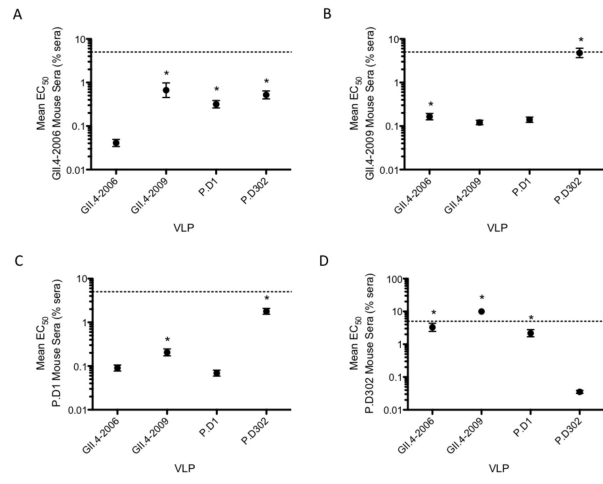 A
Mean EC50
GII.4-2006 Mouse Sera (% sera)
10
1
0.1
0.01
*
*
*
GII.4-2006
GII.4-2009
P.D1
P.D302
VLP
B
Mean EC50
GII.4-2009 Mouse Sera (% sera)
10
1
0.1
0.01
*
*
GII.4-2006
GII.4-2009
P.D1
P.D302
VLP
C
Mean EC50
P.D1 Mouse Sera (% sera)
10
1
0.1
0.01
*
*
GII.4-2006
GII.4-2009
P.D1
P.D302
VLP
D
Mean EC50
P.D302 Mouse Sera (% sera)
100
10
1
0.1
0.01
*
*
*
GII.4-2006
GII.4-2009
P.D1
P.D302
VLP